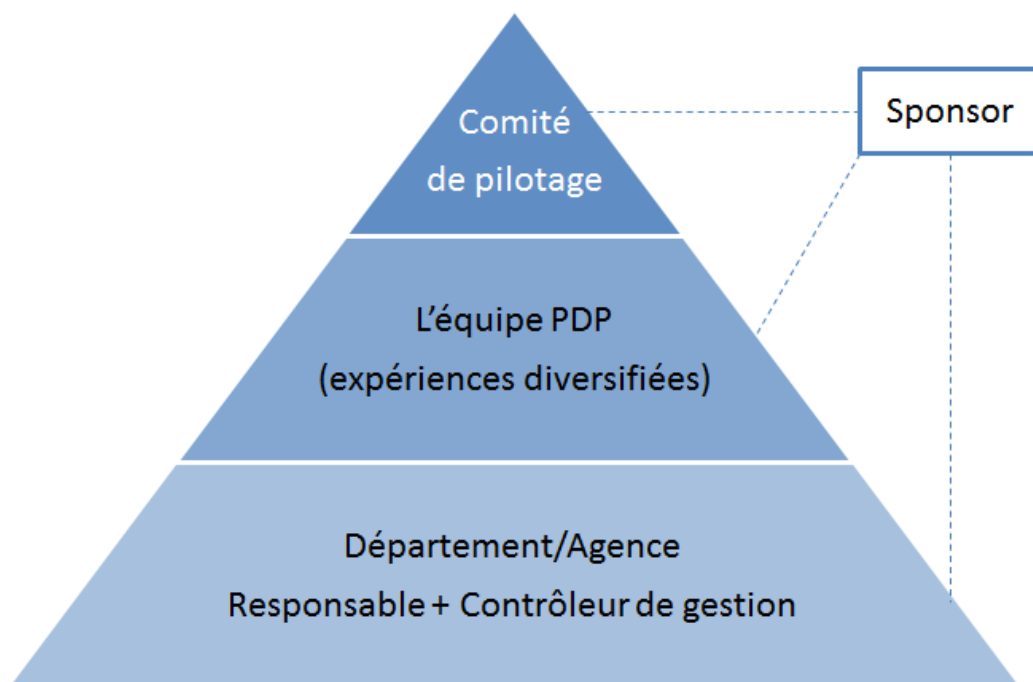 Comité
de pilotage
Sponsor
L'équipe PDP
(expériences diversifiées)
Département/Agence
Responsable + Contrôleur de gestion